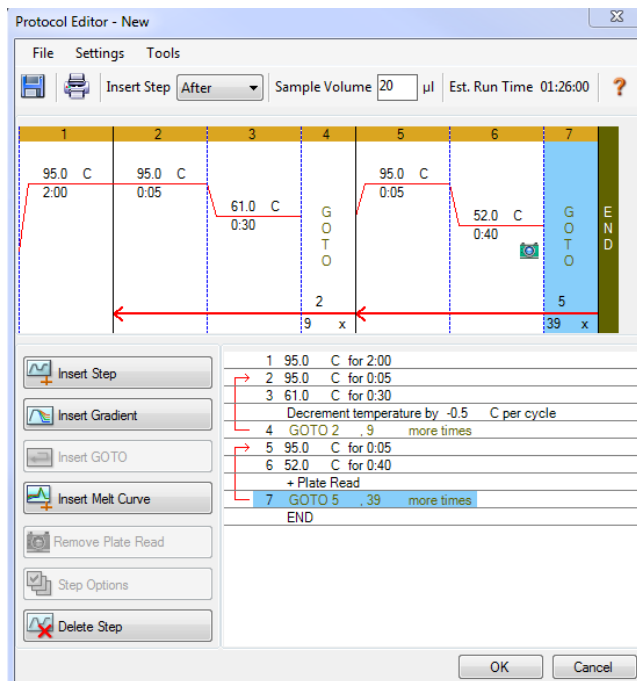 Protocol Editor - New
File Settings Tools
Insert Step After Sample Volume 20 µl Est. Run Time 01:26:00 ?
1 2 3 4 5 6 7
95.0 C 95.0 C 95.0 C
2:00 0:05 0:05
61.0 C 52.0 C
0:30 0:40
GOTO GOTO END
2 5
9 x 39 x
Insert Step
Insert Gradient
Insert GOTO
Insert Melt Curve
Remove Plate Read
Step Options
Delete Step
1 95.0 C for 2:00
2 95.0 C for 0:05
3 61.0 C for 0:30
Decrement temperature by -0.5 C per cycle
4 GOTO 2 , 9 more times
5 95.0 C for 0:05
6 52.0 C for 0:40
+ Plate Read
7 GOTO 5 , 39 more times
END
OK Cancel